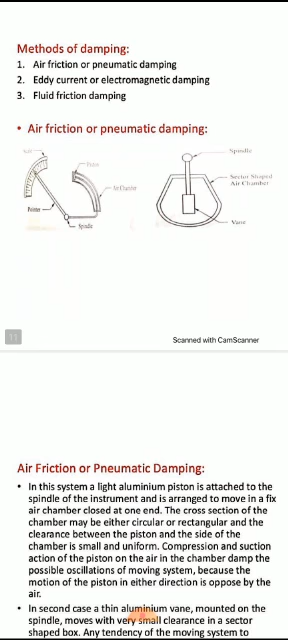 Methods of damping:
1. Air friction or pneumatic damping
2. Eddy current or electromagnetic damping
3. Fluid friction damping
• Air friction or pneumatic damping:
Piston
Air Chamber
Pointer
Spindle
Spindle
Sector Shaped
Air Chamber
Vane
11
Scanned with CamScanner
Air Friction or Pneumatic Damping:
• In this system a light aluminium piston is attached to the
spindle of the instrument and is arranged to move in a fix
air chamber closed at one end. The cross section of the
chamber may be either circular or rectangular and the
clearance between the piston and the side of the
chamber is small and uniform. Compression and suction
action of the piston on the air in the chamber damp the
possible oscillations of moving system, because the
motion of the piston in either direction is oppose by the
air.
• In second case a thin aluminium vane, mounted on the
spindle, moves with very small clearance in a sector
shaped box. Any tendency of the moving system to